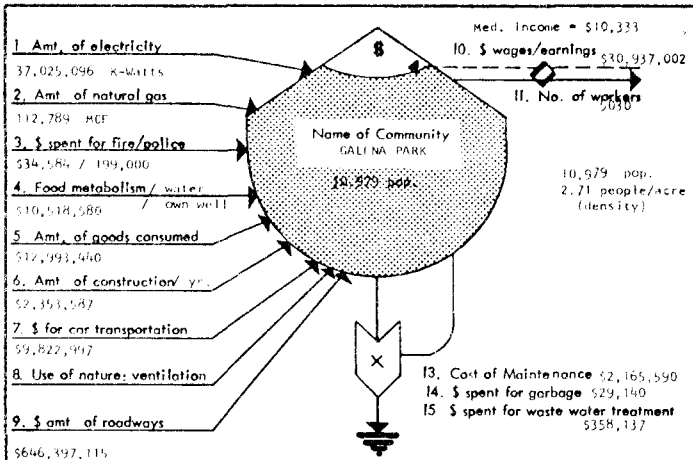 Med. Income = $10,333
1. Amt. of electricity
37,025,096 K-Watts
2. Amt of natural gas
112,789 MCF
3. $ spent for fire/police
$34,584 / 199,000
4. Food metabolism/ water
/ own well
$10,518,580
5 Amt. of goods consumed
$12,993,440
6. Amt of construction/ yr.
$2,353,587
7. $ for car transportation
$9,822,907
8. Use of nature: ventilation
9. $ amt of roadways
$646,397,115
$
Name of Community
GALENA PARK
10,979 pop.
10. $ wages/earnings
$30,937,002
11. No. of workers
5030
10,979 pop.
2.71 people/acre
(density)
X
13. Cost of Maintenance $2,165,590
14. $ spent for garbage $29,140
15 $ spent for waste water treatment
$358,137